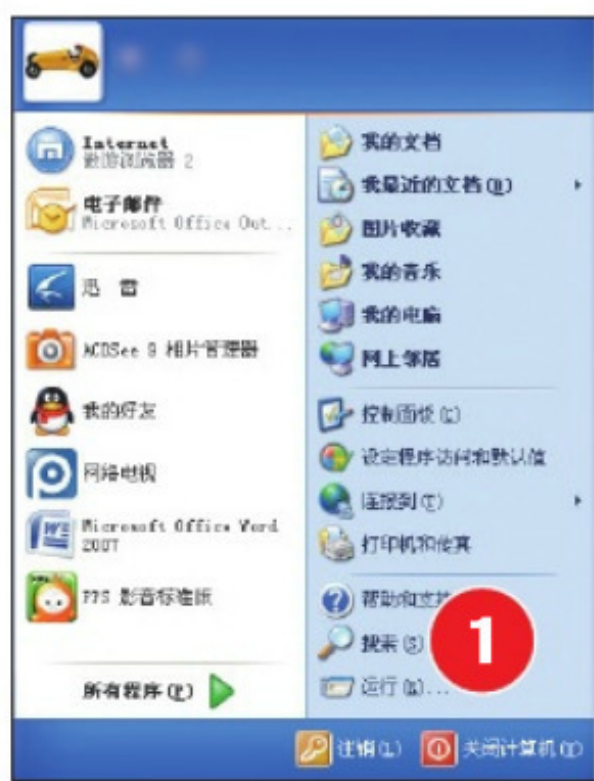 Internet
傲游浏览器 2
电子邮件
Microsoft Office Out...
迅雷
ACDSee 9 相片管理器
我的好友
网络电视
Microsoft Office Word
2007
PPS 影音标准版
所有程序(P)
我的文档
我最近的文档(D)
图片收藏
我的音乐
我的电脑
网上邻居
控制面板(C)
设定程序访问和默认值
连接到(T)
打印机和传真
帮助和支持
搜索(S)
运行(R)...
1
注销(L)
关闭计算机(U)